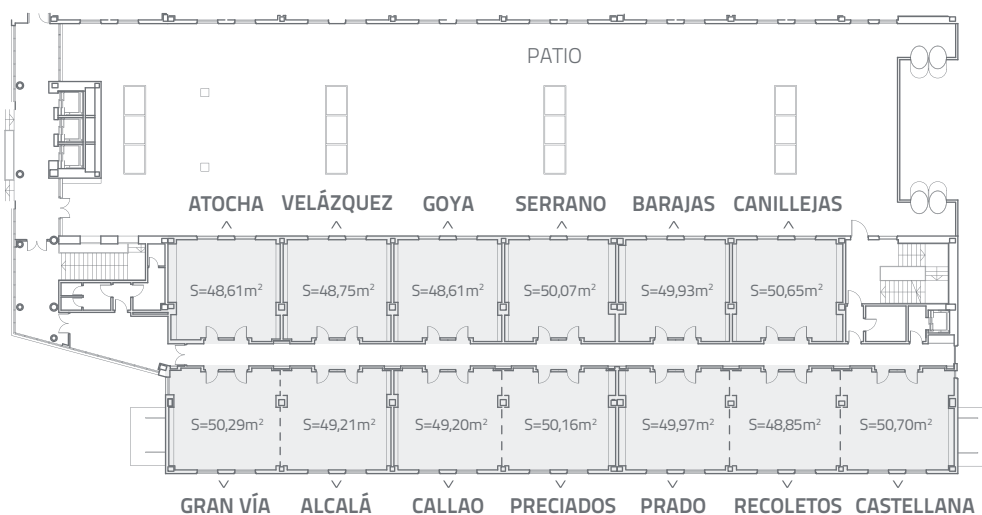 PATIO
ATOCHA VELÁZQUEZ GOYA SERRANO BARAJAS CANILLEJAS
S=48,61m² S=48,75m² S=48,61m² S=50,07m² S=49,93m² S=50,65m²
S=50,29m² S=49,21m² S=49,20m² S=50,16m² S=49,97m² S=48,85m² S=50,70m²
GRAN VÍA ALCALÁ CALLAO PRECIADOS PRADO RECOLETOS CASTELLANA